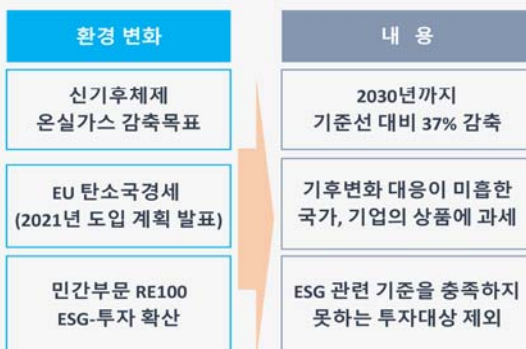 환경 변화
내 용
신기후체제
온실가스 감축목표
2030년까지
기준선 대비 37% 감축
EU 탄소국경세
(2021년 도입 계획 발표)
기후변화 대응이 미흡한
국가, 기업의 상품에 과세
민간부문 RE100
ESG-투자 확산
ESG 관련 기준을 충족하지
못하는 투자대상 제외